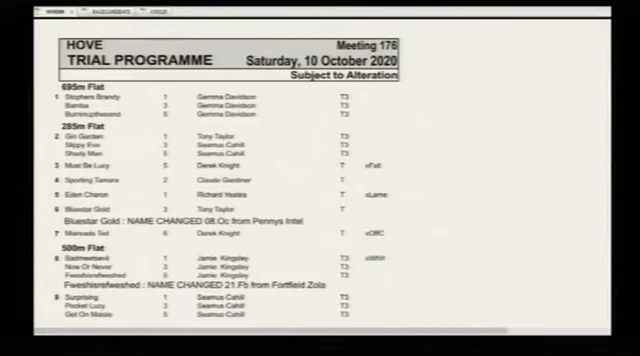 HOVE Meeting 176
TRIAL PROGRAMME Saturday, 10 October 2020
Subject to Alteration
695m Flat
1 Stophers Brandy 1 Gemma Davidson T3
Bamba 3 Gemma Davidson T3
Burninupthesand 5 Gemma Davidson T3
285m Flat
2 Gin Garden 1 Tony Taylor T3
Slippy Eva 3 Seamus Cahill T3
Shady Man 5 Seamus Cahill T3
3 Must Be Lucy 5 Derek Knight T xFall
4 Sporting Tamara 2 Claude Gardiner T
5 Eden Charon 1 Richard Yeates T xLame
6 Bluestar Gold 3 Tony Taylor T
Bluestar Gold : NAME CHANGED 08.Oc from Pennys Intel
7 Maireads Ted 6 Derek Knight T xOffC
500m Flat
8 Badmeetsevil 1 Jamie Kingsley T3
Now Or Never 3 Jamie Kingsley T3
Fweshisrefweshed 5 Jamie Kingsley T3
Fweshisrefweshed : NAME CHANGED 21.Fb from Fortfield Zola
9 Surprising 1 Seamus Cahill T3
Pocket Lucy 3 Seamus Cahill T3
Get On Maisie 5 Seamus Cahill T3